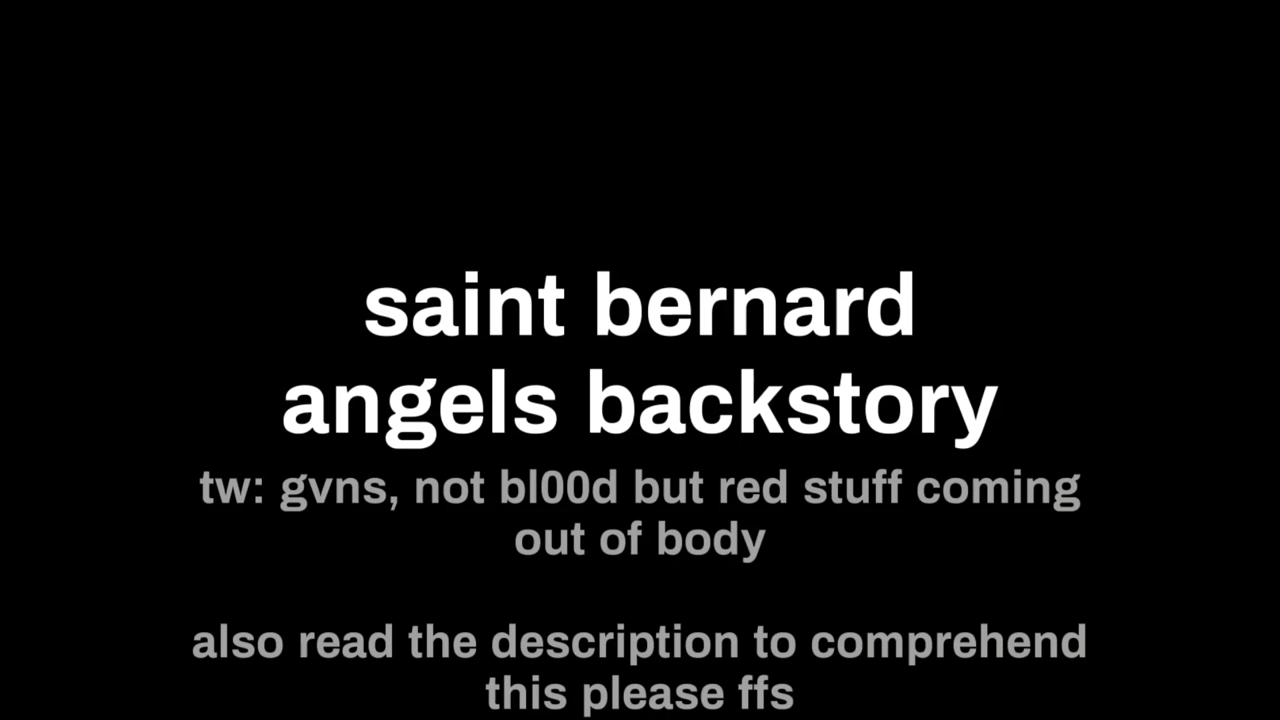 saint bernard
angels backstory
tw: gvns, not bl00d but red stuff coming
out of body
also read the description to comprehend
this please ffs